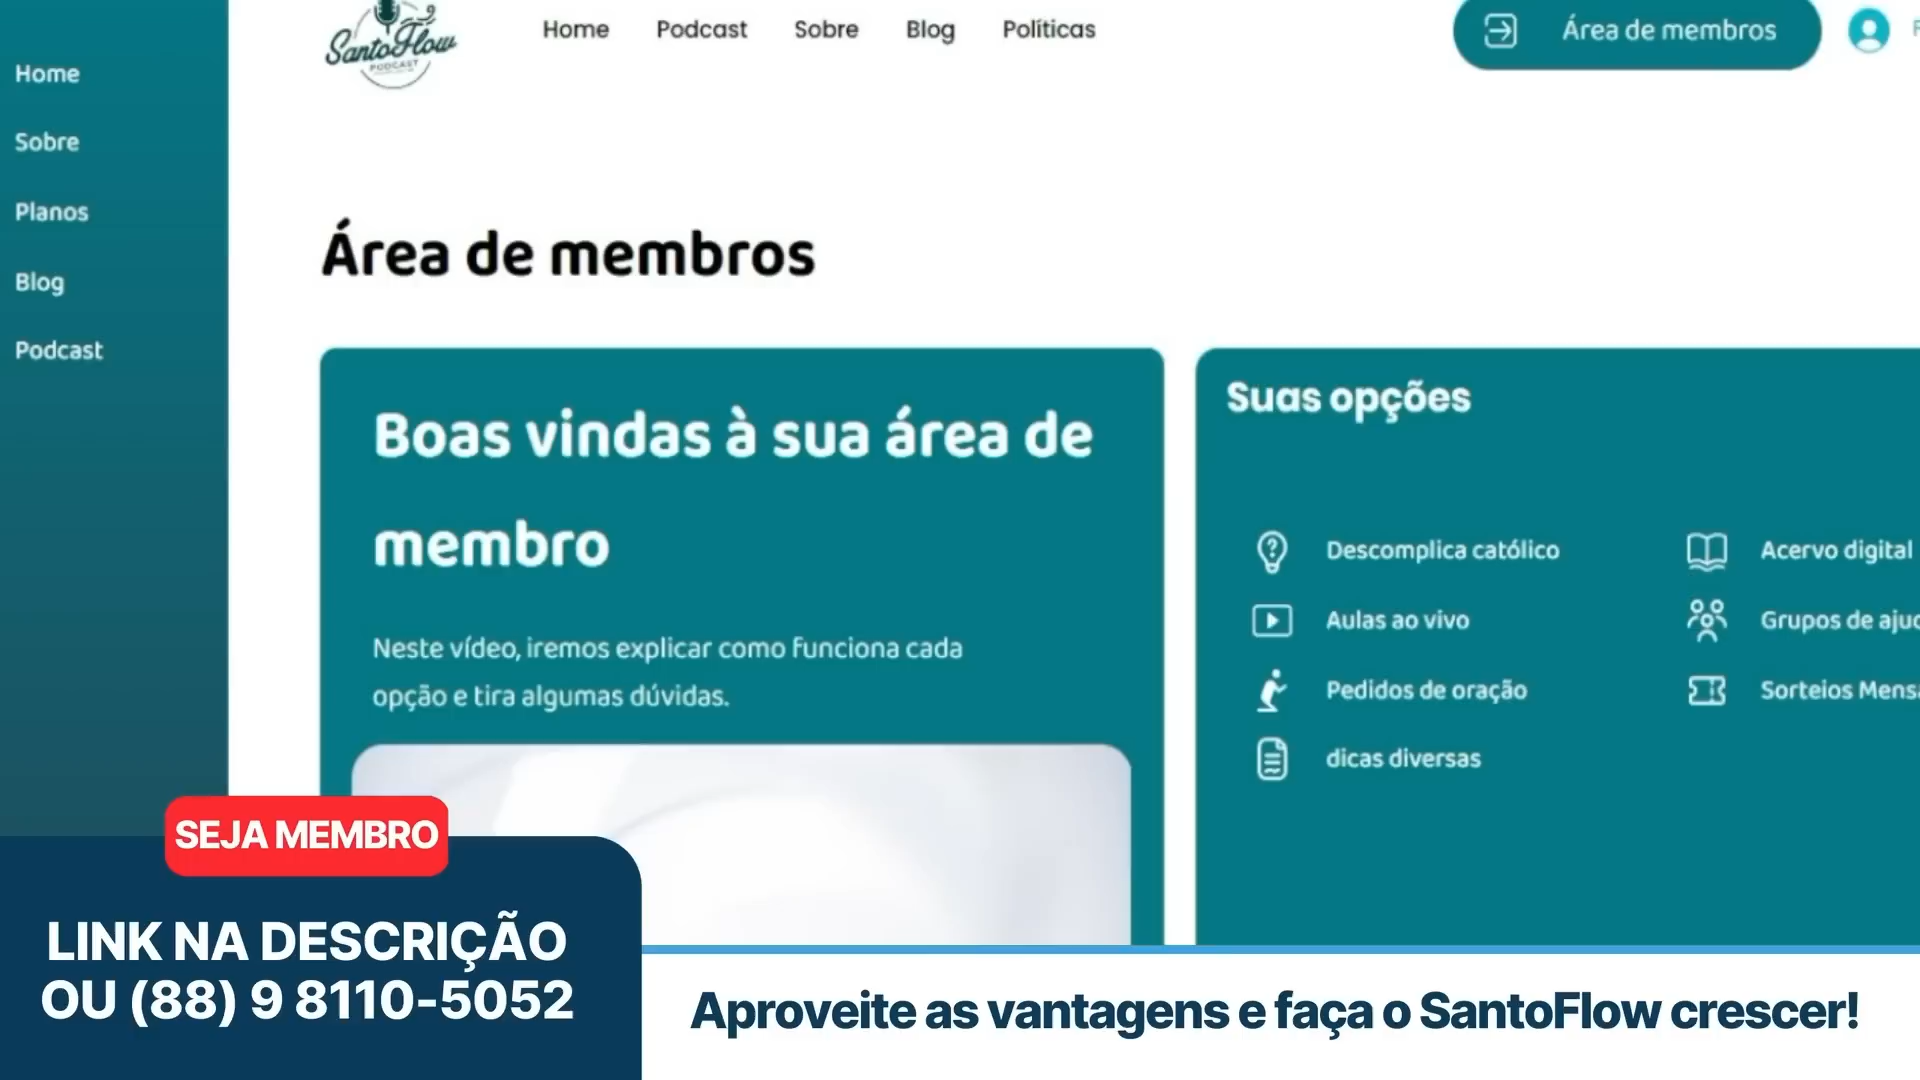 SantoFlow
PODCAST
Home
Podcast
Sobre
Blog
Políticas
Área de membros
Home
Sobre
Planos
Blog
Podcast
Área de membros
Boas vindas à sua área de
membro
Neste vídeo, iremos explicar como funciona cada
opção e tira algumas dúvidas.
Suas opções
Descomplica católico
Acervo digital
Aulas ao vivo
Grupos de
Pedidos de oração
Sorteios
dicas diversas
SEJA MEMBRO
LINK NA DESCRIÇÃO
OU (88) 9 8110-5052
Aproveite as vantagens e faça o SantoFlow crescer!